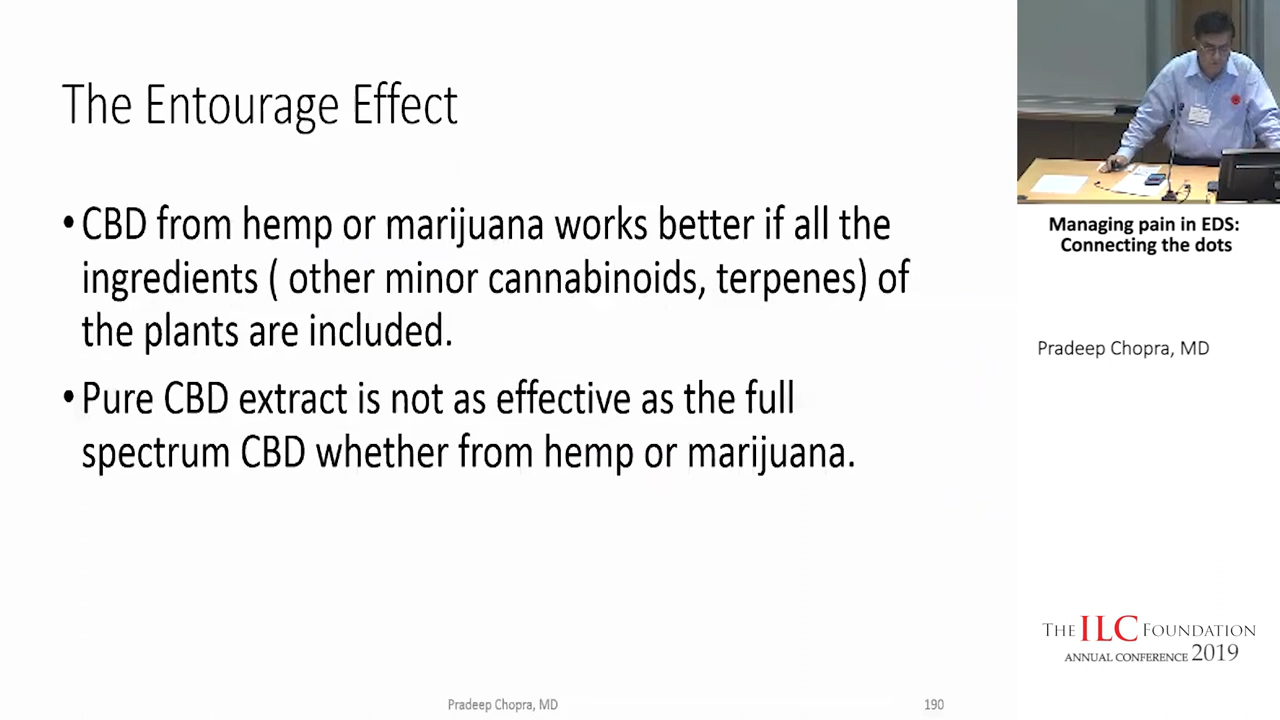 The Entourage Effect
• CBD from hemp or marijuana works better if all the
ingredients ( other minor cannabinoids, terpenes) of
the plants are included.
• Pure CBD extract is not as effective as the full
spectrum CBD whether from hemp or marijuana.
Pradeep Chopra, MD
190
Managing pain in EDS:
Connecting the dots
Pradeep Chopra, MD
THE ILC FOUNDATION
ANNUAL CONFERENCE 2019